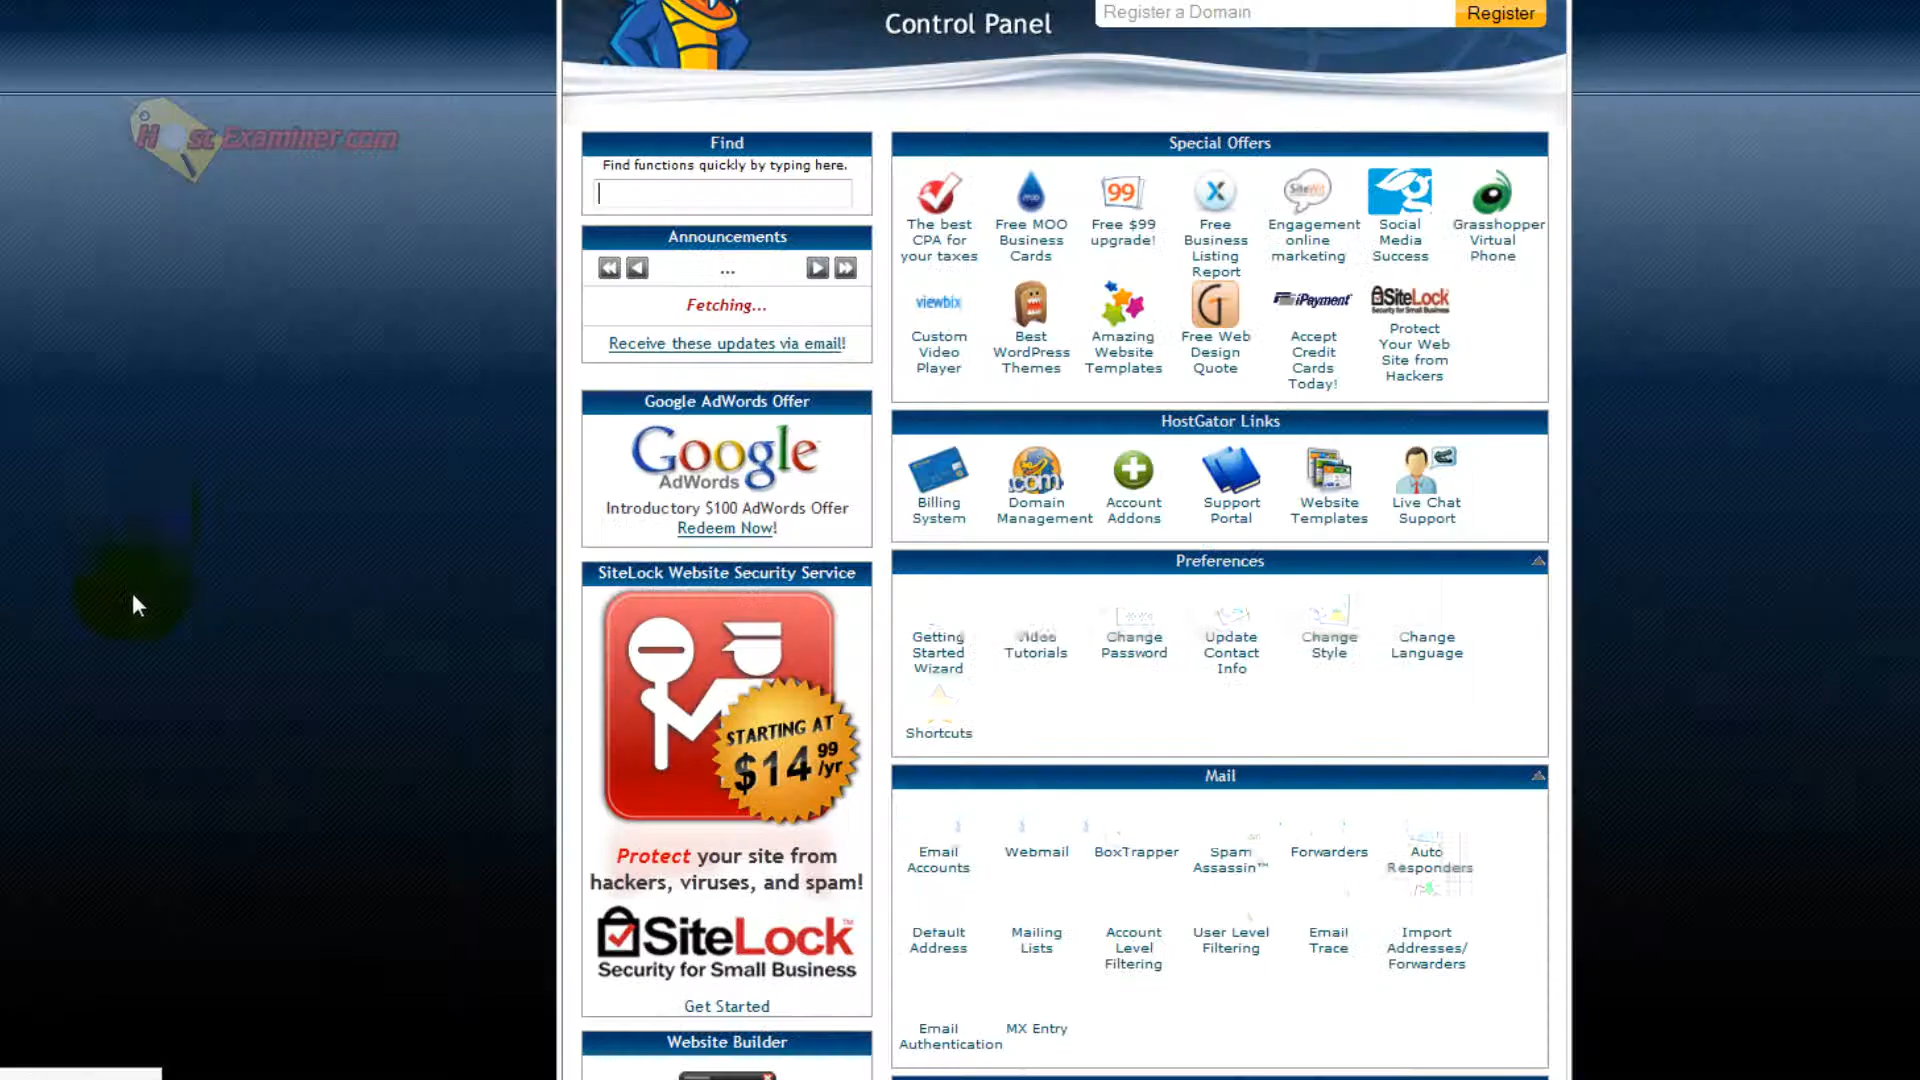 Control Panel
Register a Domain
Register
Host Examiner.com
Find
Find functions quickly by typing here.
Announcements
...
Fetching...
Receive these updates via email!
Google AdWords Offer
Google
AdWords
Introductory $100 AdWords Offer
Redeem Now!
SiteLock Website Security Service
STARTING AT
$14 99 /yr
Protect your site from
hackers, viruses, and spam!
SiteLock™
Security for Small Business
Get Started
Website Builder
Special Offers
The best
CPA for
your taxes
moo
Free MOO
Business
Cards
99
Free $99
upgrade!
X
Free
Business
Listing
Report
SiteWit
Engagement
online
marketing
Social
Media
Success
Grasshopper
Virtual
Phone
viewbix
Custom
Video
Player
Best
WordPress
Themes
Amazing
Website
Templates
Free Web
Design
Quote
iPayment
Accept
Credit
Cards
Today!
SiteLock
Security for Small Business
Protect
Your Web
Site from
Hackers
HostGator Links
Billing
System
.com
Domain
Management
Account
Addons
Support
Portal
Website
Templates
Live Chat
Support
Preferences
Getting
Started
Wizard
Video
Tutorials
Change
Password
Update
Contact
Info
Change
Style
Change
Language
Shortcuts
Mail
Email
Accounts
Webmail
BoxTrapper
Spam
Assassin™
Forwarders
Auto
Responders
Default
Address
Mailing
Lists
Account
Level
Filtering
User Level
Filtering
Email
Trace
Import
Addresses/
Forwarders
Email
Authentication
MX Entry